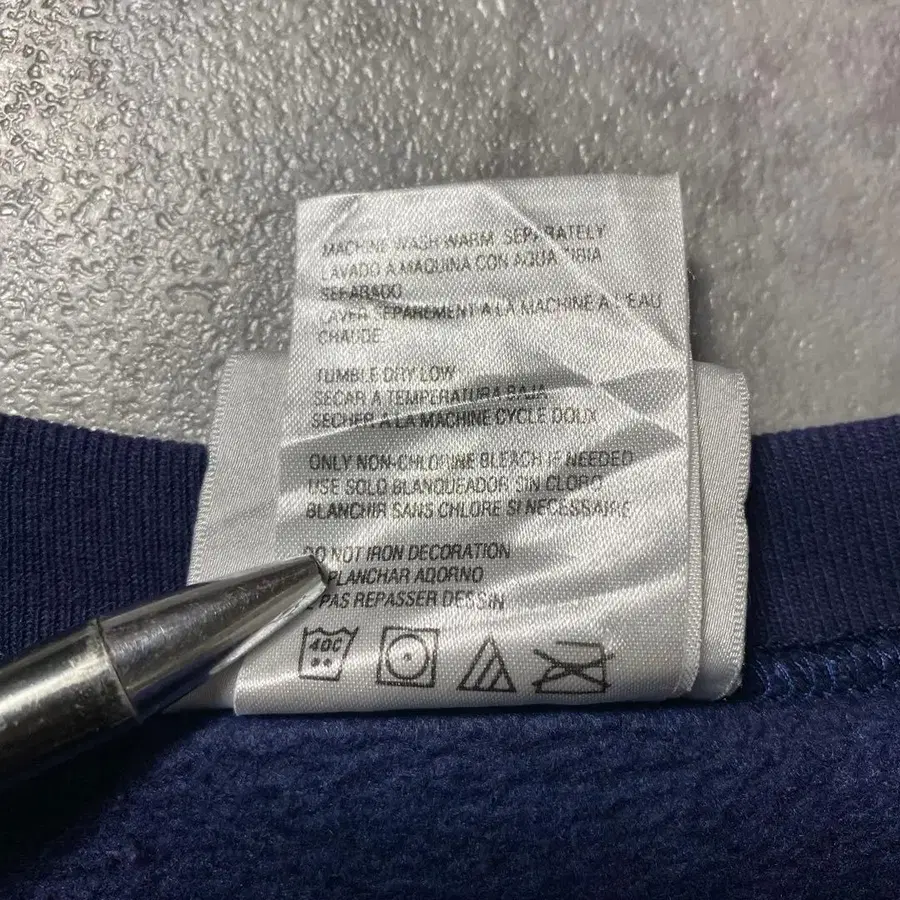 MACHINE WASH WARM SEPARATELY
LAVADO A MAQUINA CON AQUA TIBIA
SEPARADO
LAVER SEPAREMENT A LA MACHINE A L'EAU
CHAUDE
TUMBLE DRY LOW
SECAR A TEMPERATURA BAJA
SECHER A LA MACHINE CYCLE DOUX
ONLY NON-CHLORINE BLEACH IF NEEDED
USE SOLO BLANQUEADOR SIN CLORO
BLANCHIR SANS CHLORE SI NECESSAIRE
DO NOT IRON DECORATION
PLANCHAR ADORNO
PAS REPASSER DESSIN
40C